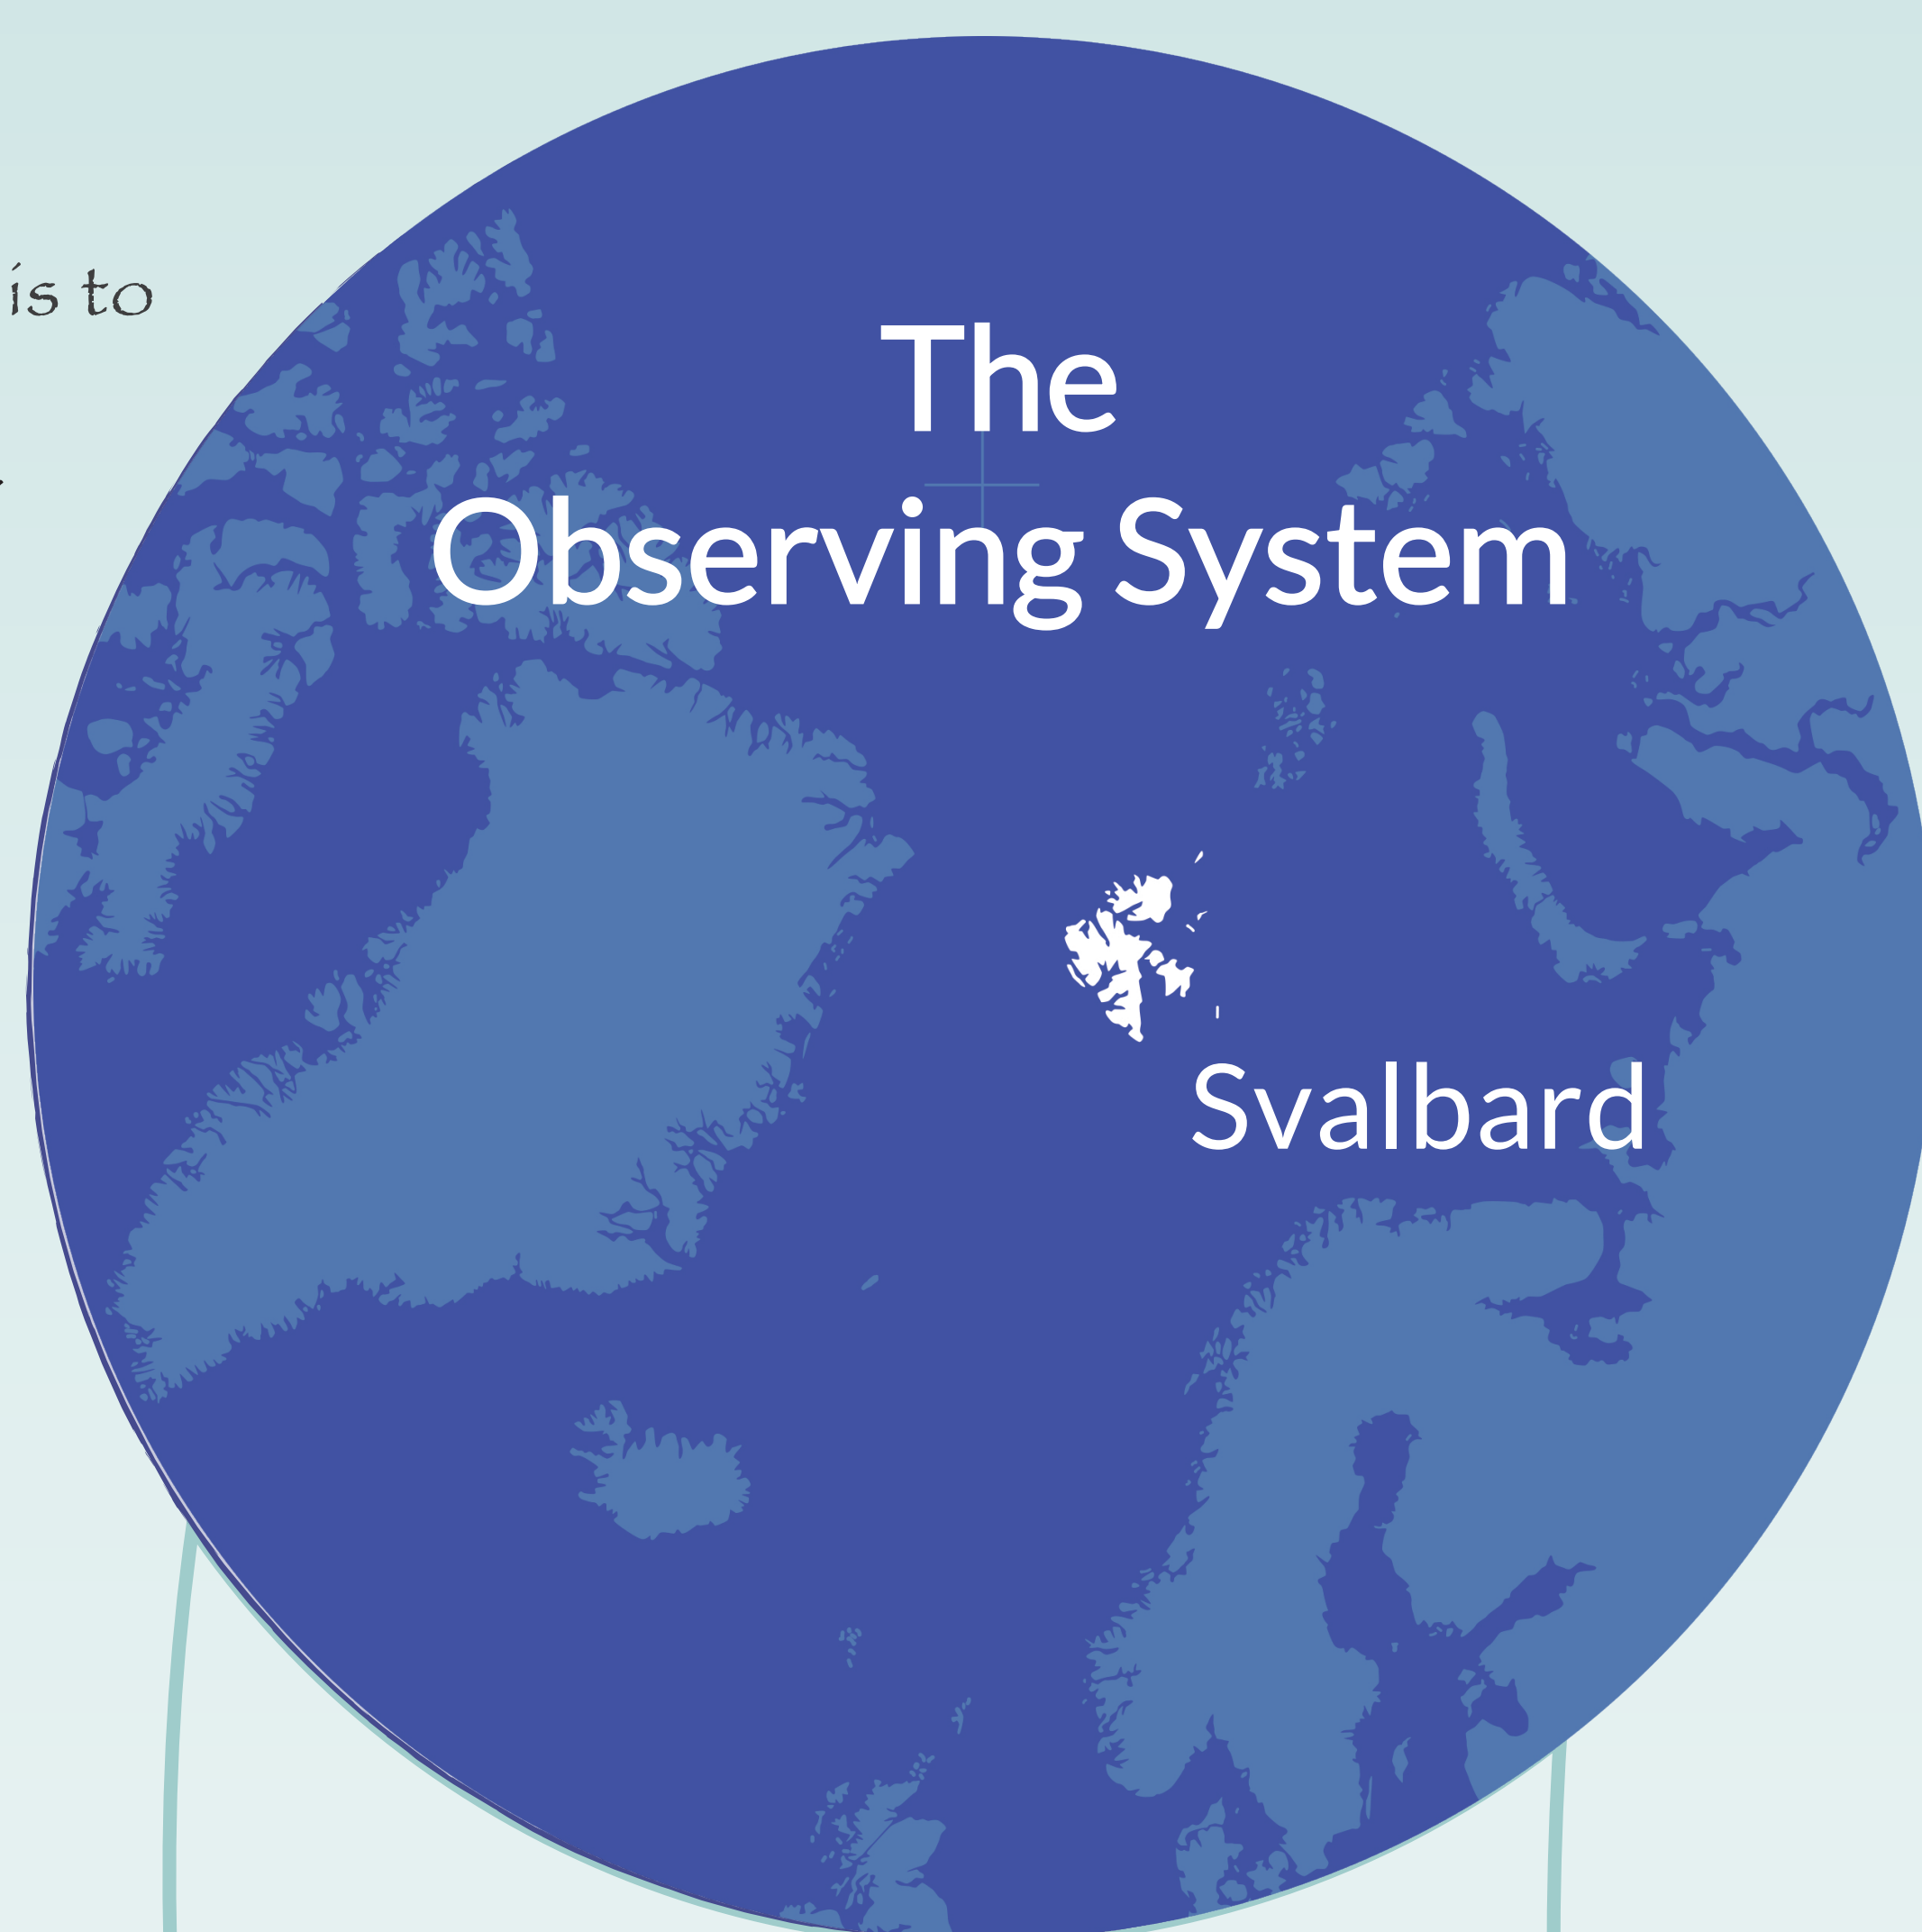 is to
The
Observing System
Svalbard